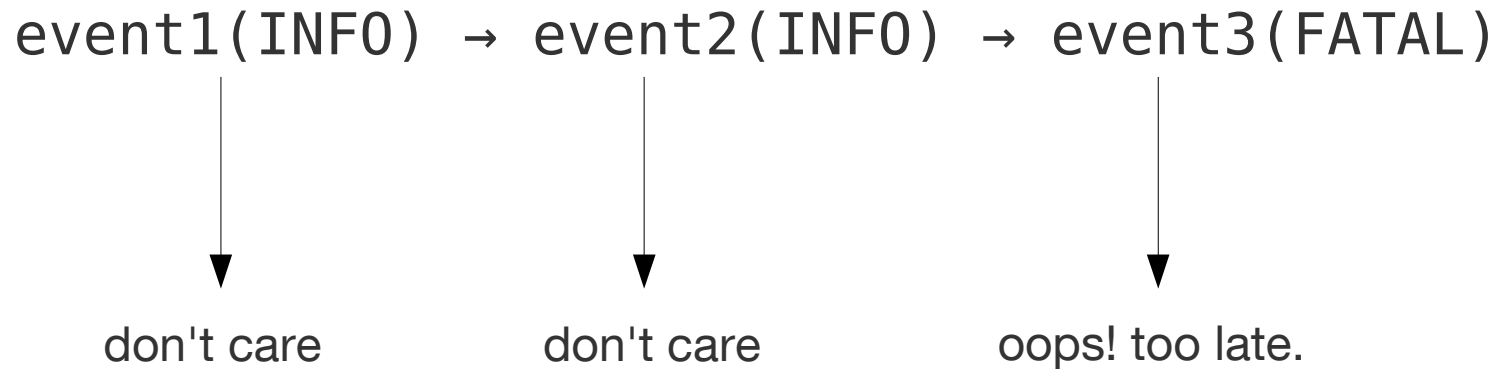 event1(INFO) → event2(INFO) → event3(FATAL)
don't care don't care oops! too late.